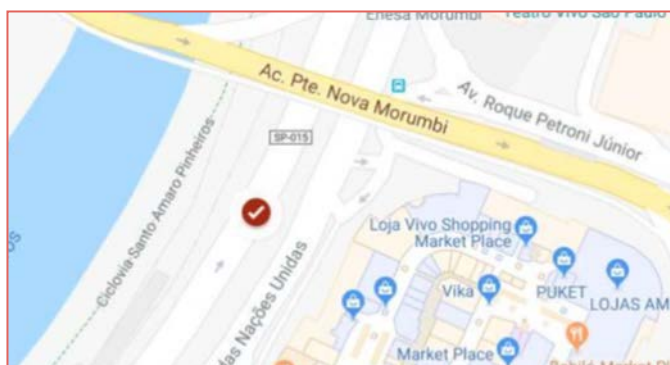 Enesa Morumbi
Teatro Vivo São Paulo
Ac. Pte. Nova Morumbi
Av. Roque Petroni Júnior
SP-015
Ciclovia Santo Amaro Pinheiros
OS
das Nações Unidas
Loja Vivo Shopping
Market Place
Vika
PUKET
LOJAS AM
Market Place